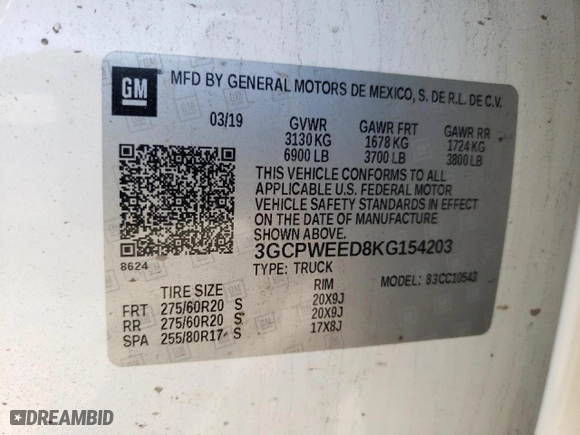 GM MFD BY GENERAL MOTORS DE MEXICO, S. DE R.L. DE C.V.
03/19 GVWR GAWR FRT GAWR RR
3130 KG 1678 KG 1724 KG
6900 LB 3700 LB 3800 LB
THIS VEHICLE CONFORMS TO ALL
APPLICABLE U.S. FEDERAL MOTOR
VEHICLE SAFETY STANDARDS IN EFFECT
ON THE DATE OF MANUFACTURE
SHOWN ABOVE.
8624 3GCPWEED8KG154203
TYPE: TRUCK MODEL: 83CC10543
TIRE SIZE RIM
FRT 275/60R20 S 20X9J
RR 275/60R20 S 20X9J
SPA 255/80R17 S 17X8J
DREAMBID